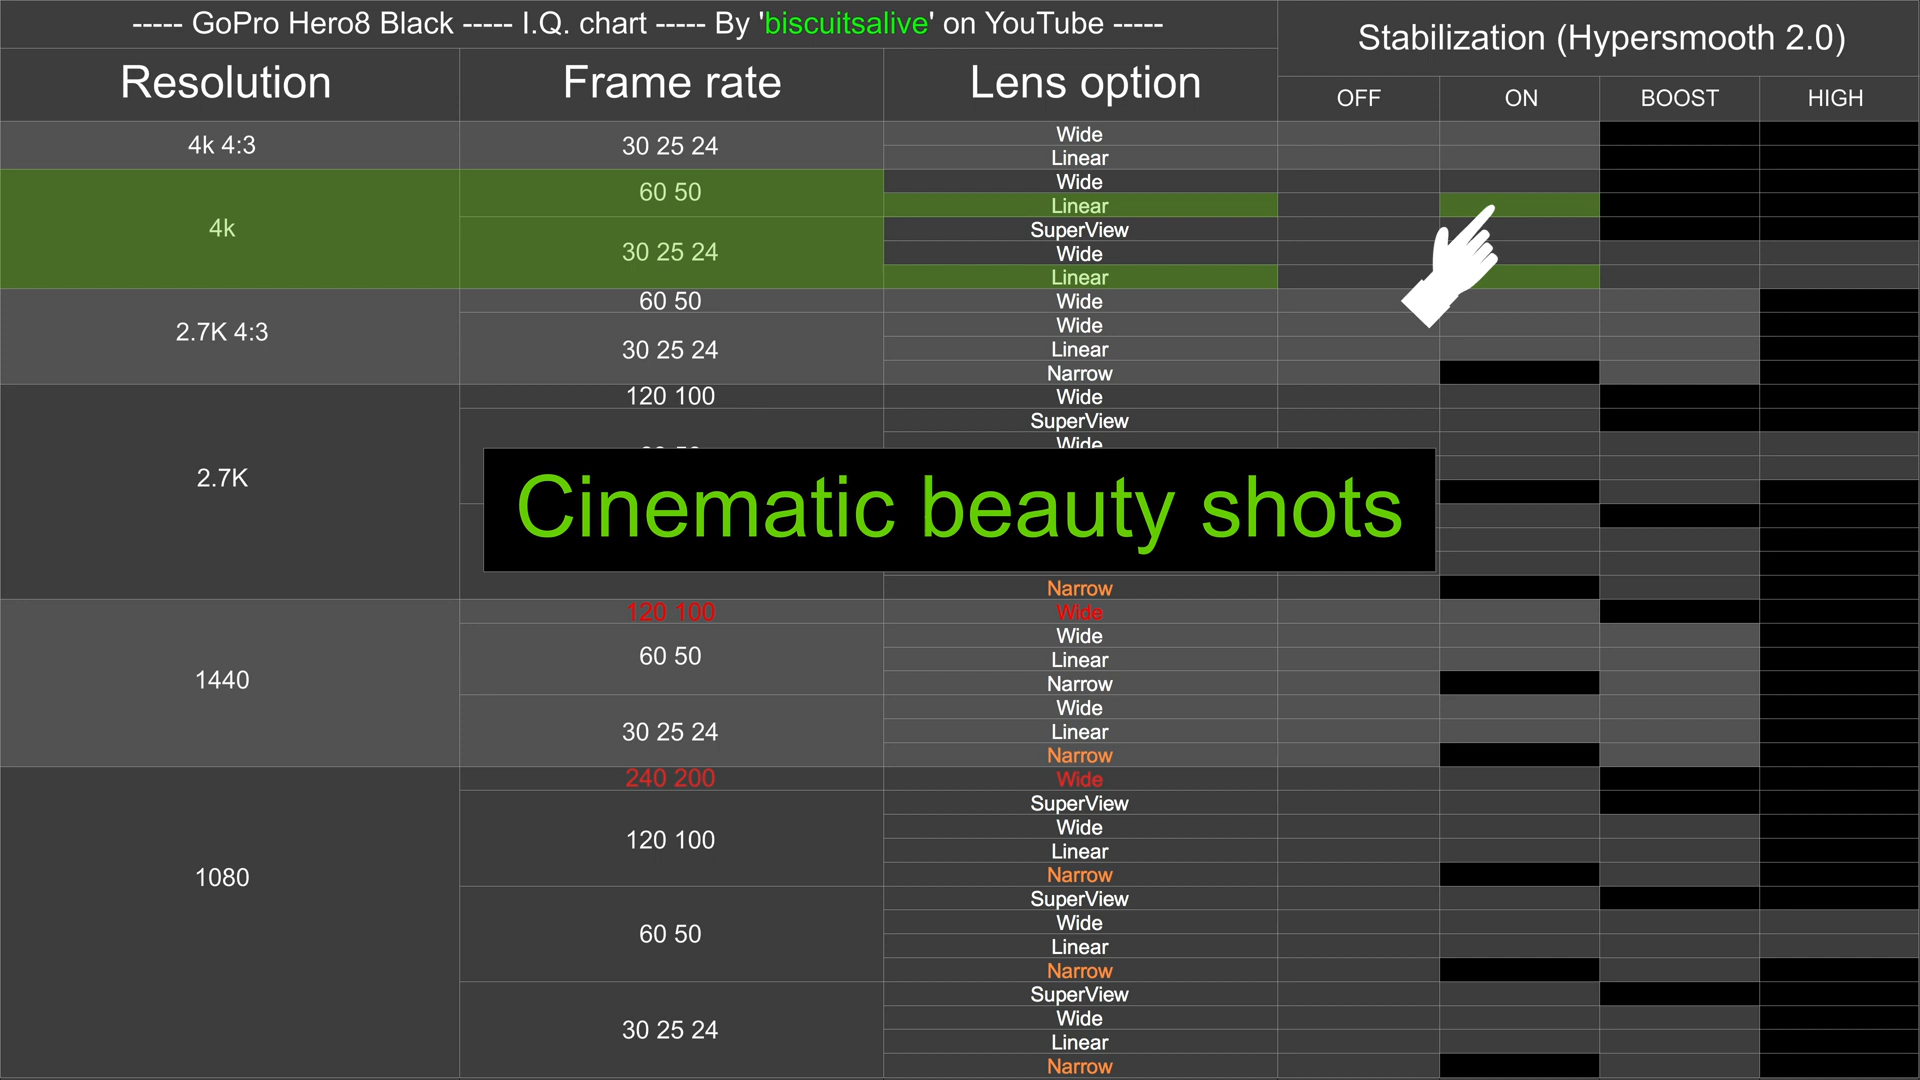 ----- GoPro Hero8 Black ----- I.Q. chart ----- By 'biscuitsalive' on YouTube -----
Stabilization (Hypersmooth 2.0)
Resolution
Frame rate
Lens option
OFF
ON
BOOST
HIGH
4k 4:3
30 25 24
Wide
Linear
4k
60 50
Wide
Linear
30 25 24
SuperView
Wide
Linear
2.7K 4:3
60 50
Wide
30 25 24
Wide
Linear
Narrow
2.7K
120 100
Wide
SuperView
Wide
Cinematic beauty shots
Narrow
1440
120 100
Wide
60 50
Wide
Linear
Narrow
30 25 24
Wide
Linear
Narrow
1080
240 200
Wide
120 100
SuperView
Wide
Linear
Narrow
60 50
SuperView
Wide
Linear
Narrow
30 25 24
SuperView
Wide
Linear
Narrow